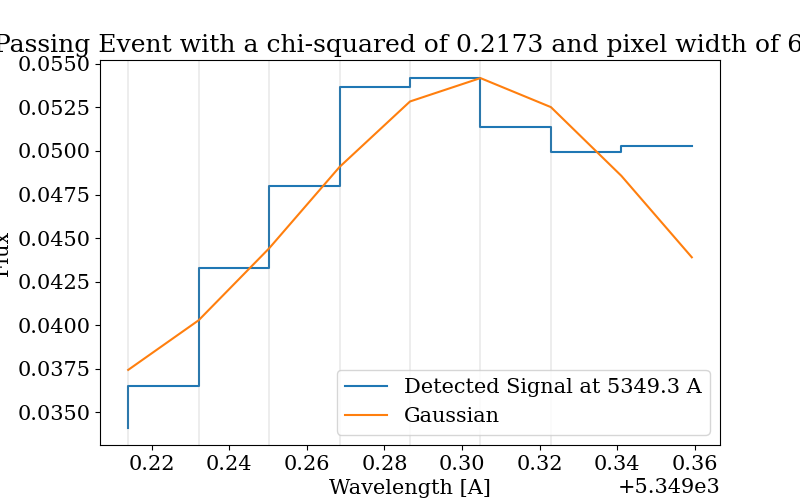 Passing Event with a chi-squared of 0.2173 and pixel width of 6
0.0550
0.0525
0.0500
0.0475
0.0450
0.0425
0.0400
0.0375
0.0350
Flux
Detected Signal at 5349.3 A
Gaussian
0.22 0.24 0.26 0.28 0.30 0.32 0.34 0.36
Wavelength [A]
+5.349e3